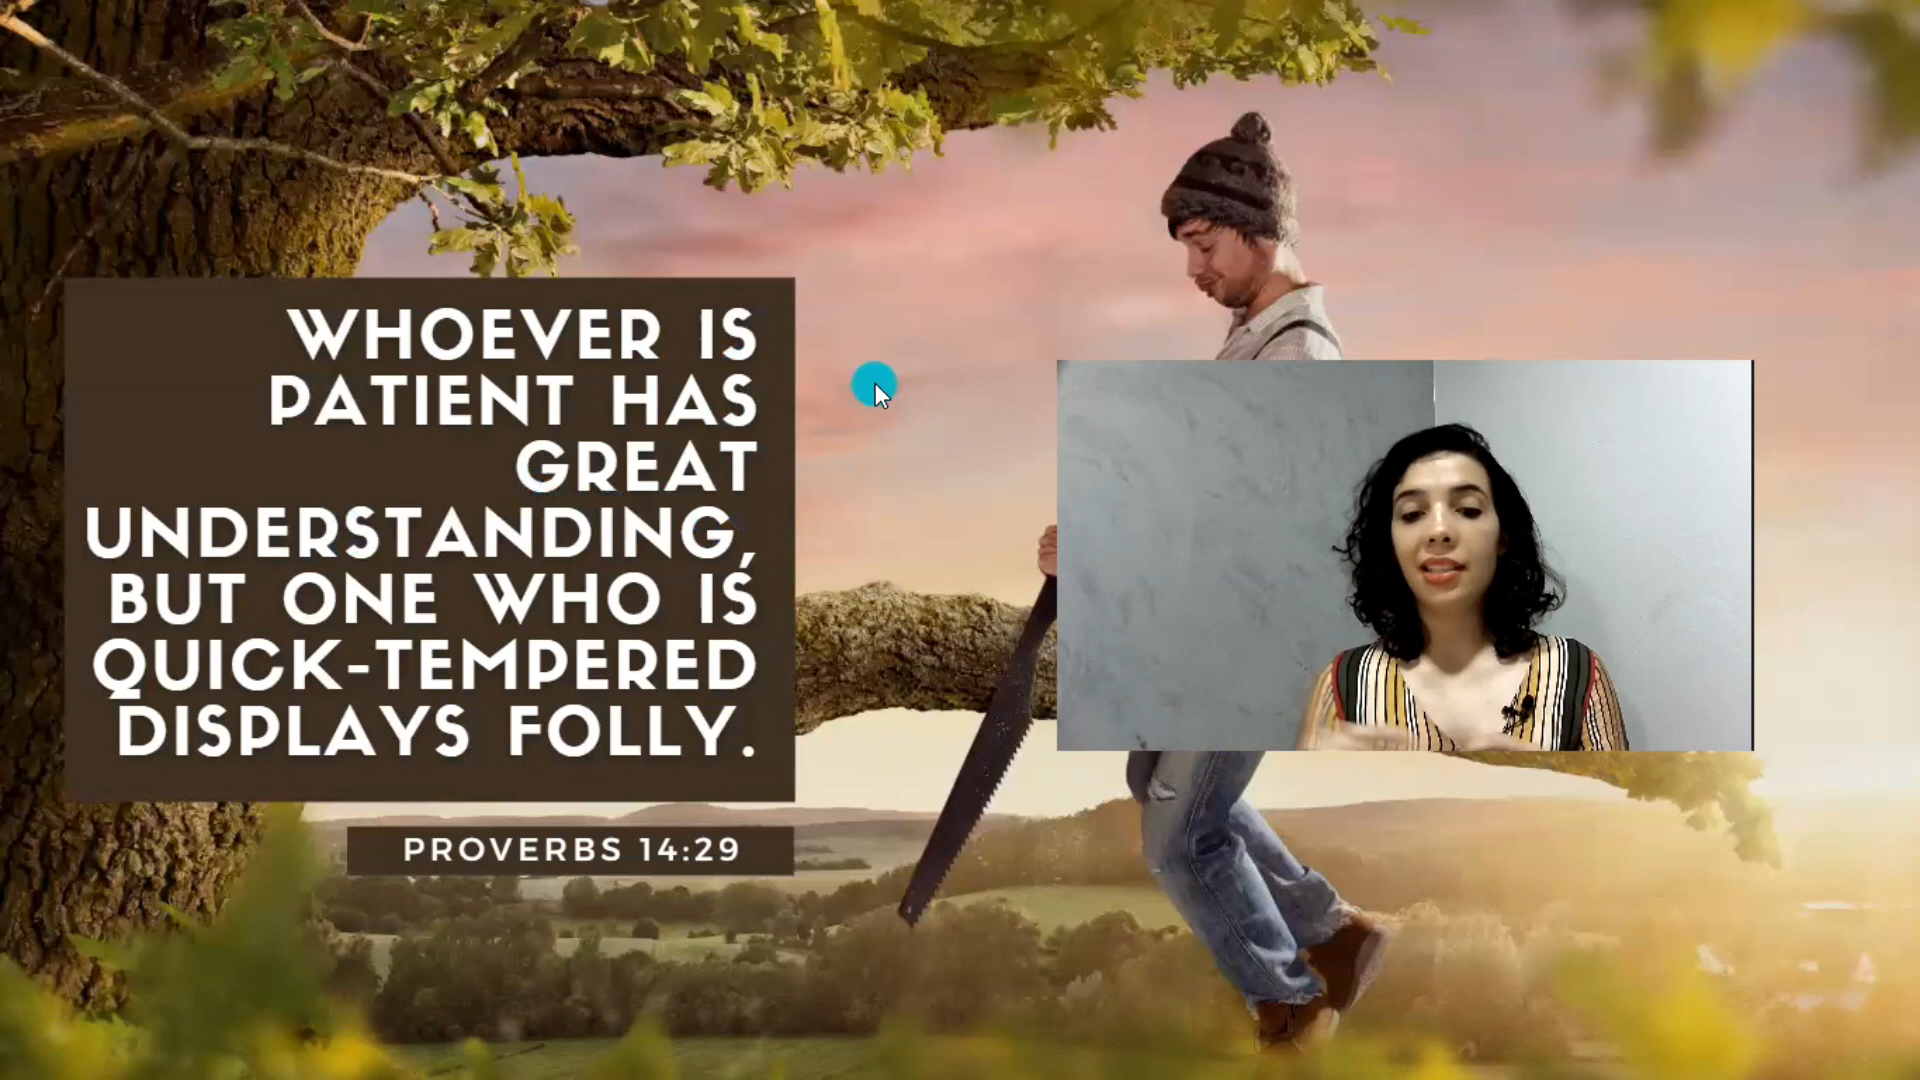 WHOEVER IS
PATIENT HAS
GREAT
UNDERSTANDING,
BUT ONE WHO IS
QUICK-TEMPERED
DISPLAYS FOLLY.
PROVERBS 14:29